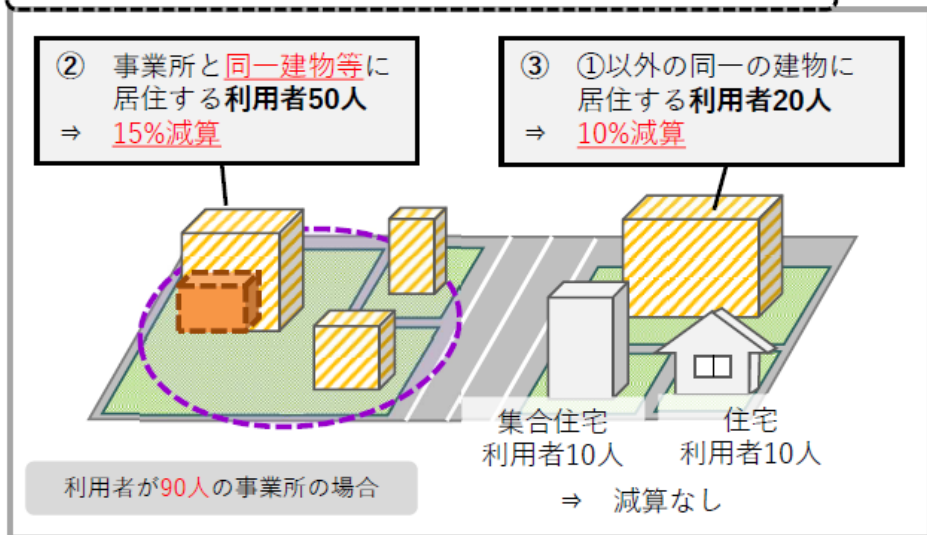 ② 事業所と同一建物等に
居住する利用者50人
⇒ 15%減算
③ ①以外の同一の建物に
居住する利用者20人
⇒ 10%減算
集合住宅
利用者10人
住宅
利用者10人
⇒ 減算なし
利用者が90人の事業所の場合